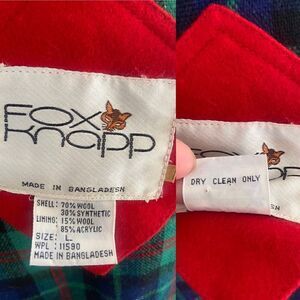 FOX
Knapp
MADE IN BANGLADESH
SHELL: 70% WOOL
30% SYNTHETIC
LINING: 15% WOOL
85% ACRYLIC
SIZE: L
WPL: 11590
MADE IN BANGLADESH
DRY CLEAN ONLY